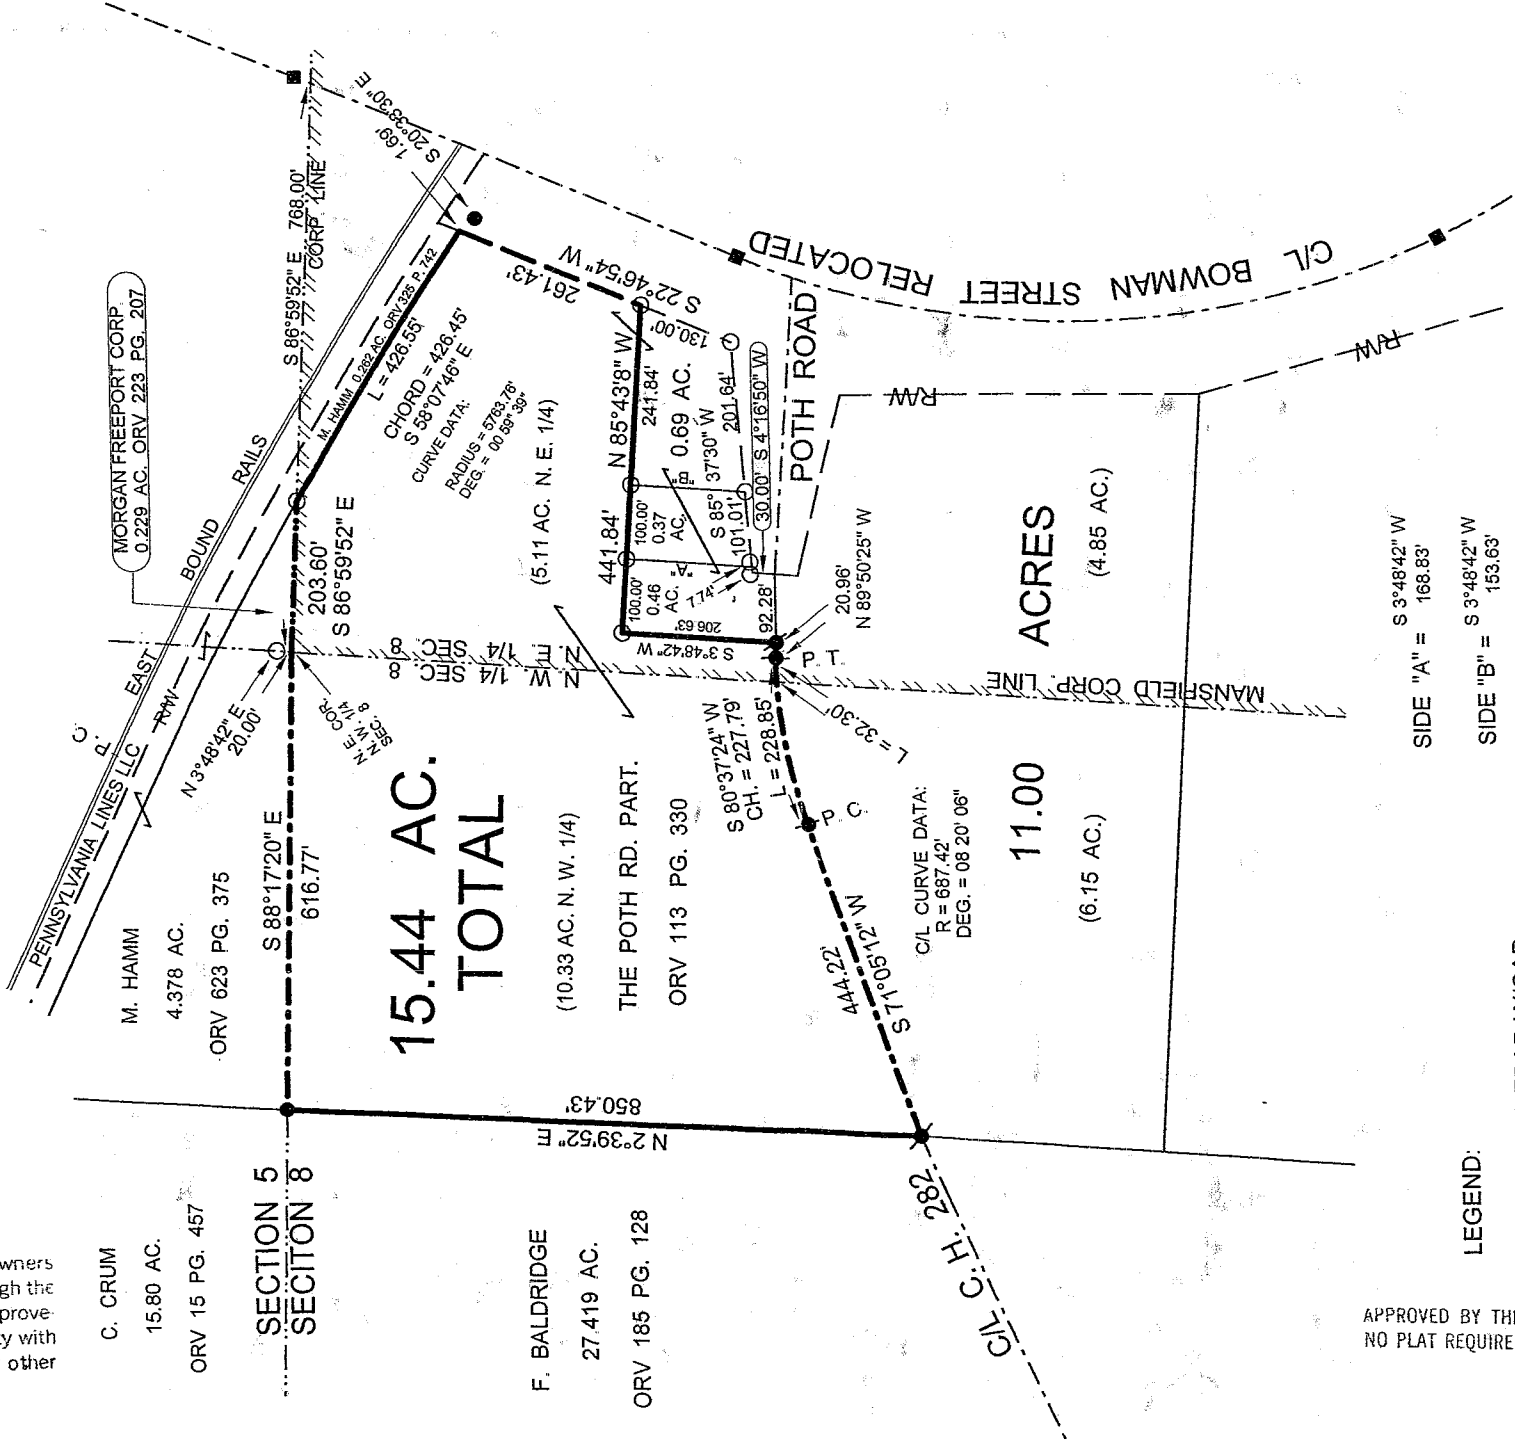 MORGAN FREEPORT CORP.
0.229 AC. ORV 223 PG. 207
S 86°59'52" E 768.00'
CORP. LINE
S 20°38'30" E
1.69'
PENNSYLVANIA LINES LLC
EAST BOUND RAILS
P. C.
R/W
M. HAMM 0.262 AC. ORV 325 P. 742
L = 426.55'
CHORD = 426.45'
S 58°07'46" E
CURVE DATA:
RADIUS = 5763.76'
DEG. = 00 59' 39"
203.60'
S 86°59'52" E
N 3°48'42" E
20.00'
N. E. COR.
N. W. 1/4
SEC. 8
S 88°17'20" E
616.77'
M. HAMM
4.378 AC.
ORV 623 PG. 375
261.43'
S 22°46'54" W
130.00'
N 85°43'8" W
241.84'
441.84'
0.69 AC.
100.00'
0.37
AC.
"B"
S 85° 37'30" W
201.64'
101.01'
100.00'
0.46
AC.
"A"
7.74'
30.00' S 4°16'50" W
206.63'
S 3°48'42" W
92.28'
20.96'
N 89°50'25" W
POTH ROAD
C/L BOWMAN STREET RELOCATED
R/W
R/W
(5.11 AC. N. E. 1/4)
N. E. 1/4 SEC. 8
N. W. 1/4 SEC. 8
15.44 AC.
TOTAL
(10.33 AC. N. W. 1/4)
THE POTH RD. PART.
ORV 113 PG. 330
P. T.
S 80°37'24" W
CH. = 227.79'
L = 228.85'
L = 32.30'
P. C.
MANSFIELD CORP. LINE
C/L CURVE DATA:
R = 687.42'
DEG. = 08 20' 06"
444.22'
S 71°05'12" W
11.00 ACRES
(6.15 AC.)
(4.85 AC.)
850.43'
N 2°39'52" E
SECTION 5
SECITON 8
C. CRUM
15.80 AC.
ORV 15 PG. 457
F. BALDRIDGE
27.419 AC.
ORV 185 PG. 128
C/L C. H. 282
SIDE "A" = S 3°48'42" W
168.83'
SIDE "B" = S 3°48'42" W
153.63'
LEGEND:
wners
gh the
prove-
y with
other
APPROVED BY THE
NO PLAT REQUIRE